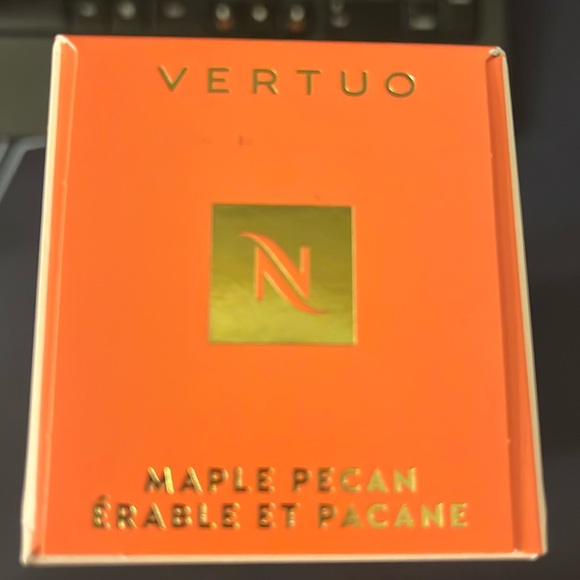 VERTUO
N
MAPLE PECAN
ÉRABLE ET PACANE